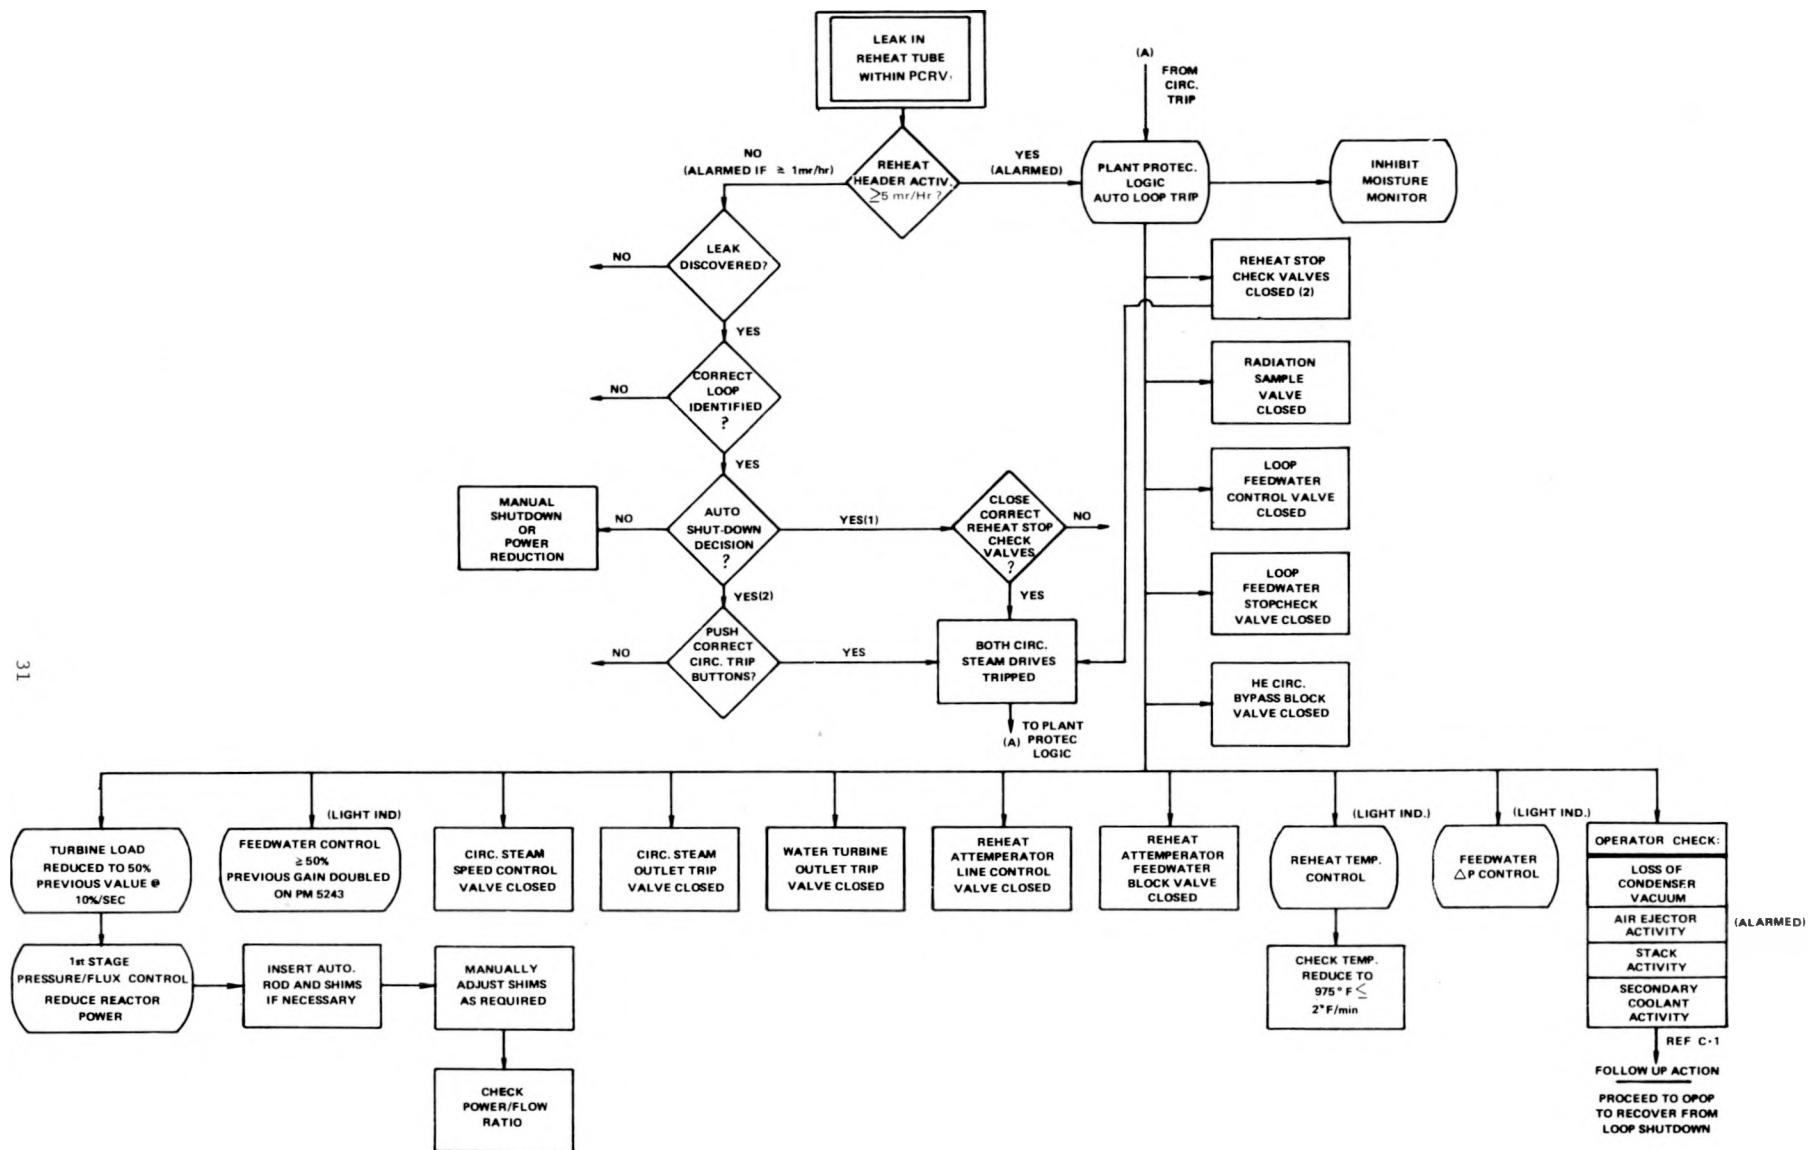 LEAK IN
REHEAT TUBE
WITHIN PCRV.
(A)
FROM
CIRC.
TRIP
NO
(ALARMED IF ≥ 1mr/hr)
REHEAT
HEADER ACTIV.
≥5 mr/Hr ?
YES
(ALARMED)
PLANT PROTEC.
LOGIC
AUTO LOOP TRIP
INHIBIT
MOISTURE
MONITOR
LEAK
DISCOVERED?
NO
YES
REHEAT STOP
CHECK VALVES
CLOSED (2)
CORRECT
LOOP
IDENTIFIED
?
NO
YES
RADIATION
SAMPLE
VALVE
CLOSED
MANUAL
SHUTDOWN
OR
POWER
REDUCTION
NO
AUTO
SHUT-DOWN
DECISION
?
YES(1)
CLOSE
CORRECT
REHEAT STOP
CHECK
VALVES
?
NO
LOOP
FEEDWATER
CONTROL VALVE
CLOSED
YES(2)
YES
LOOP
FEEDWATER
STOPCHECK
VALVE CLOSED
NO
PUSH
CORRECT
CIRC. TRIP
BUTTONS?
YES
BOTH CIRC.
STEAM DRIVES
TRIPPED
HE CIRC.
BYPASS BLOCK
VALVE CLOSED
(A)
TO PLANT
PROTEC
LOGIC
31
TURBINE LOAD
REDUCED TO 50%
PREVIOUS VALUE @
10%/SEC
(LIGHT IND)
FEEDWATER CONTROL
≥ 50%
PREVIOUS GAIN DOUBLED
ON PM 5243
CIRC. STEAM
SPEED CONTROL
VALVE CLOSED
CIRC. STEAM
OUTLET TRIP
VALVE CLOSED
WATER TURBINE
OUTLET TRIP
VALVE CLOSED
REHEAT
ATTEMPERATOR
LINE CONTROL
VALVE CLOSED
REHEAT
ATTEMPERATOR
FEEDWATER
BLOCK VALVE
CLOSED
(LIGHT IND.)
REHEAT TEMP.
CONTROL
(LIGHT IND.)
FEEDWATER
△P CONTROL
OPERATOR CHECK:
LOSS OF
CONDENSER
VACUUM
AIR EJECTOR
ACTIVITY
(ALARMED)
STACK
ACTIVITY
SECONDARY
COOLANT
ACTIVITY
1st STAGE
PRESSURE/FLUX CONTROL
REDUCE REACTOR
POWER
INSERT AUTO.
ROD AND SHIMS
IF NECESSARY
MANUALLY
ADJUST SHIMS
AS REQUIRED
CHECK TEMP.
REDUCE TO
975° F ≤
2°F/min
CHECK
POWER/FLOW
RATIO
REF C-1
FOLLOW UP ACTION
PROCEED TO OPOP
TO RECOVER FROM
LOOP SHUTDOWN